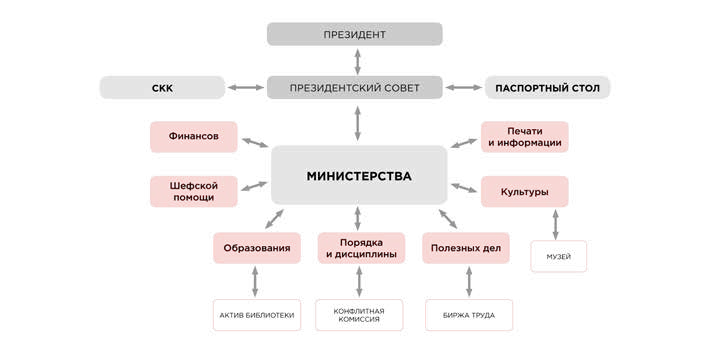 ПРЕЗИДЕНТ
СКК
ПРЕЗИДЕНТСКИЙ СОВЕТ
ПАСПОРТНЫЙ СТОЛ
Финансов
Печати
и информации
МИНИСТЕРСТВА
Шефской
помощи
Культуры
Образования
Порядка
и дисциплины
Полезных дел
МУЗЕЙ
АКТИВ БИБЛИОТЕКИ
КОНФЛИТНАЯ
КОМИССИЯ
БИРЖА ТРУДА